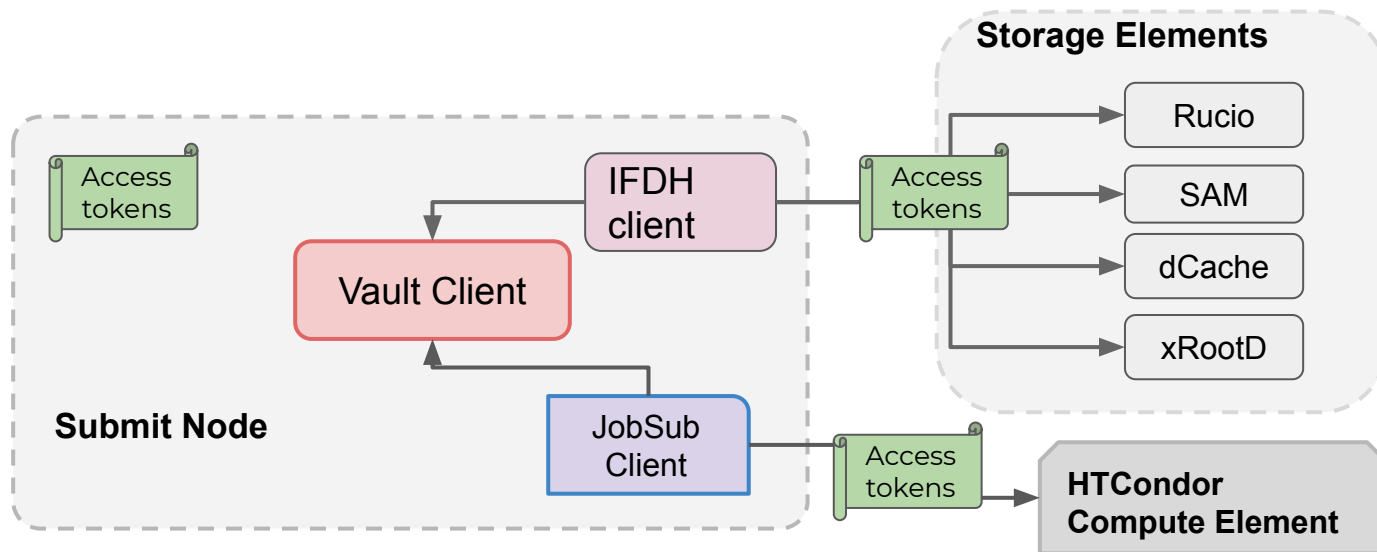 Storage Elements
Rucio
SAM
dCache
xRootD
Access
tokens
IFDH
client
Access
tokens
Vault Client
Submit Node
JobSub
Client
Access
tokens
HTCondor
Compute Element